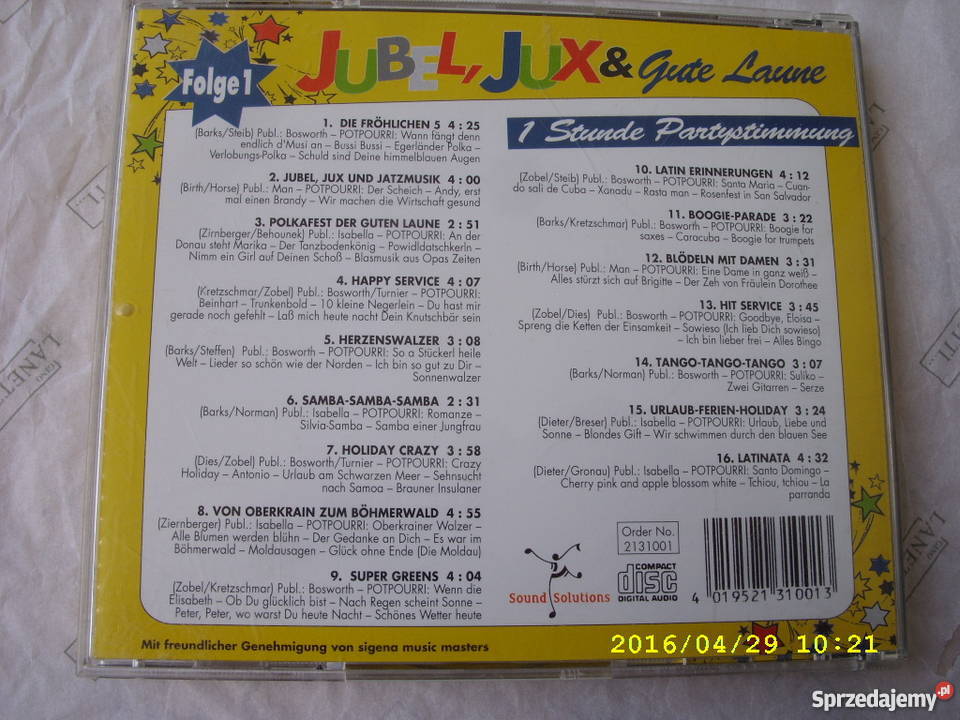 Folge 1
JUBEL, JUX & Gute Laune
1. DIE FRÖHLICHEN 5 4 : 25
(Barks/Steib) Publ.: Bosworth – POTPOURRI: Wann fängt denn
endlich d'Musi an – Bussi Bussi – Egerländer Polka –
Verlobungs-Polka – Schuld sind Deine himmelblauen Augen
2. JUBEL, JUX UND JATZMUSIK 4 : 00
(Birth/Horse) Publ.: Man – POTPOURRI: Der Scheich – Andy, erst
mal einen Brandy – Wir machen die Wirtschaft gesund
3. POLKAFEST DER GUTEN LAUNE 2 : 51
(Zirnberger/Behounek) Publ.: Isabella – POTPOURRI: An der
Donau steht Marika – Der Tanzbodenkönig – Powidldatschkerln –
Nimm ein Girl auf Deinen Schoß – Blasmusik aus Opas Zeiten
4. HAPPY SERVICE 4 : 07
(Kretzschmar/Zobel) Publ.: Bosworth/Turnier – POTPOURRI:
Beinhart – Trunkenbold – 10 kleine Negerlein – Du hast mir
gerade noch gefehlt – Laß mich heute nacht Dein Knutschbär sein
5. HERZENSWALZER 3 : 08
(Barks/Steffen) Publ.: Bosworth – POTPOURRI: So a Stückerl heile
Welt – Lieder so schön wie der Norden – Ich bin so gut zu Dir –
Sonnenwalzer
6. SAMBA-SAMBA-SAMBA 2 : 31
(Barks/Norman) Publ.: Isabella – POTPOURRI: Romanze –
Silvia-Samba – Samba einer Jungfrau
7. HOLIDAY CRAZY 3 : 58
(Dies/Zobel) Publ.: Bosworth/Turnier – POTPOURRI: Crazy
Holiday – Antonio – Urlaub am Schwarzen Meer – Sehnsucht
nach Samoa – Brauner Insulaner
8. VON OBERKRAIN ZUM BÖHMERWALD 4 : 55
(Ziernberger) Publ.: Isabella – POTPOURRI: Oberkrainer Walzer –
Alle Blumen werden blühn – Der Gedanke an Dich – Es war im
Böhmerwald – Moldausagen – Glück ohne Ende (Die Moldau)
9. SUPER GREENS 4 : 04
(Zobel/Kretzschmar) Publ.: Bosworth – POTPOURRI: Wenn die
Elisabeth – Ob Du glücklich bist – Nach Regen scheint Sonne –
Peter, Peter, wo warst Du heute Nacht – Schönes Wetter heute
1 Stunde Partystimmung
10. LATIN ERINNERUNGEN 4 : 12
(Zobel/Steib) Publ.: Bosworth – POTPOURRI: Santa Maria – Cuan-
do sali de Cuba – Xanadu – Rasta man – Rosenfest in San Salvador
11. BOOGIE-PARADE 3 : 22
(Barks/Kretzschmar) Publ.: Bosworth – POTPOURRI: Boogie for
saxes – Caracuba – Boogie for trumpets
12. BLÖDELN MIT DAMEN 3 : 31
(Birth/Horse) Publ.: Man – POTPOURRI: Eine Dame in ganz weiß –
Alles stürzt sich auf Brigitte – Der Zeh von Fräulein Dorothee
13. HIT SERVICE 3 : 45
(Zobel/Dies) Publ.: Bosworth – POTPOURRI: Goodbye, Eloisa –
Spreng die Ketten der Einsamkeit – Sowieso (Ich lieb Dich sowieso)
– Ich bin lieber frei – Alles Bingo
14. TANGO-TANGO-TANGO 3 : 07
(Barks/Norman) Publ.: Bosworth – POTPOURRI: Suliko –
Zwei Gitarren – Serze
15. URLAUB-FERIEN-HOLIDAY 3 : 24
(Dieter/Breser) Publ.: Isabella – POTPOURRI: Urlaub, Liebe und
Sonne – Blondes Gift – Wir schwimmen durch den blauen See
16. LATINATA 4 : 32
(Dieter/Gronau) Publ.: Isabella – POTPOURRI: Santo Domingo –
Cherry pink and apple blossom white – Tchiou, tchiou – La
parranda
Sound Solutions
Order No.
2131001
COMPACT
disc
DIGITAL AUDIO
4 019521 310013
Mit freundlicher Genehmigung von sigena music masters
2016/04/29 10:21
Sprzedajemy.pl